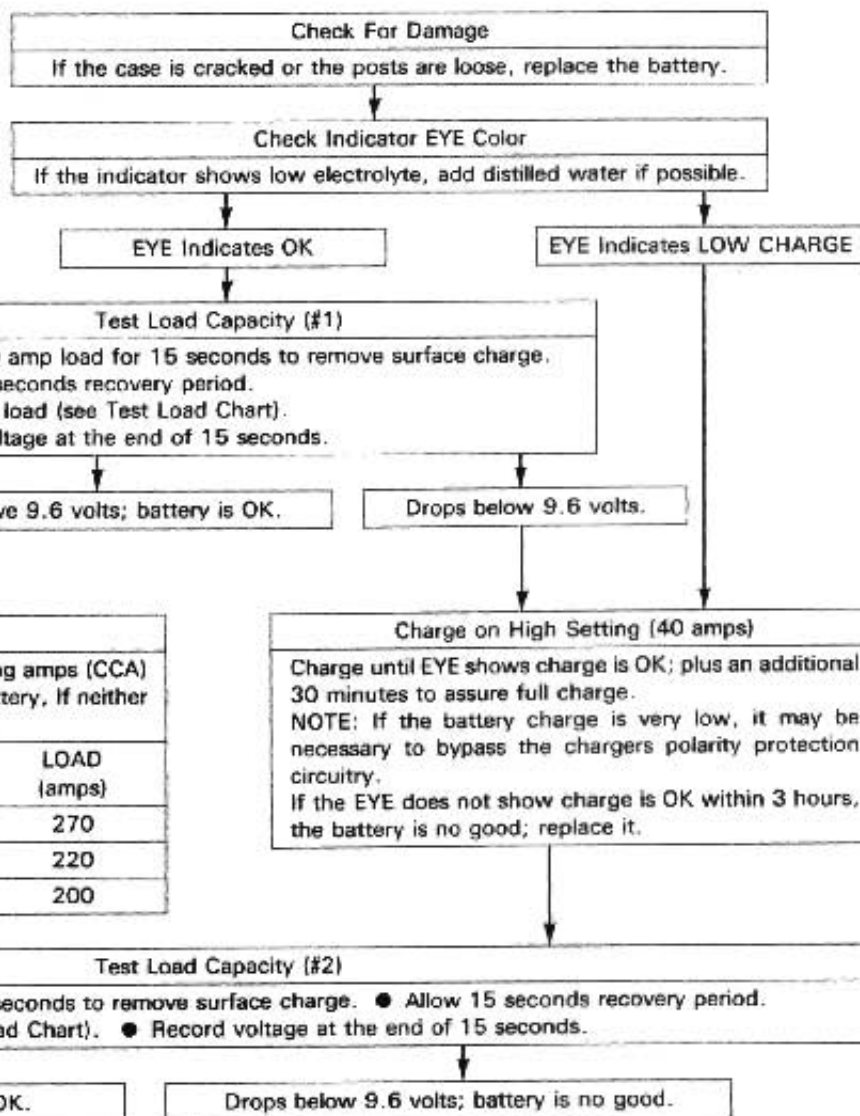 Check For Damage
If the case is cracked or the posts are loose, replace the battery.
Check Indicator EYE Color
If the indicator shows low electrolyte, add distilled water if possible.
EYE Indicates OK
EYE Indicates LOW CHARGE
Test Load Capacity (#1)
amp load for 15 seconds to remove surface charge.
seconds recovery period.
load (see Test Load Chart).
ltage at the end of 15 seconds.
ve 9.6 volts; battery is OK.
Drops below 9.6 volts.
Charge on High Setting (40 amps)
Charge until EYE shows charge is OK; plus an additional
30 minutes to assure full charge.
NOTE: If the battery charge is very low, it may be
necessary to bypass the chargers polarity protection
circuitry.
If the EYE does not show charge is OK within 3 hours,
the battery is no good; replace it.
ng amps (CCA)
ttery, If neither
LOAD
(amps)
270
220
200
Test Load Capacity (#2)
seconds to remove surface charge. ● Allow 15 seconds recovery period.
ad Chart). ● Record voltage at the end of 15 seconds.
OK.
Drops below 9.6 volts; battery is no good.